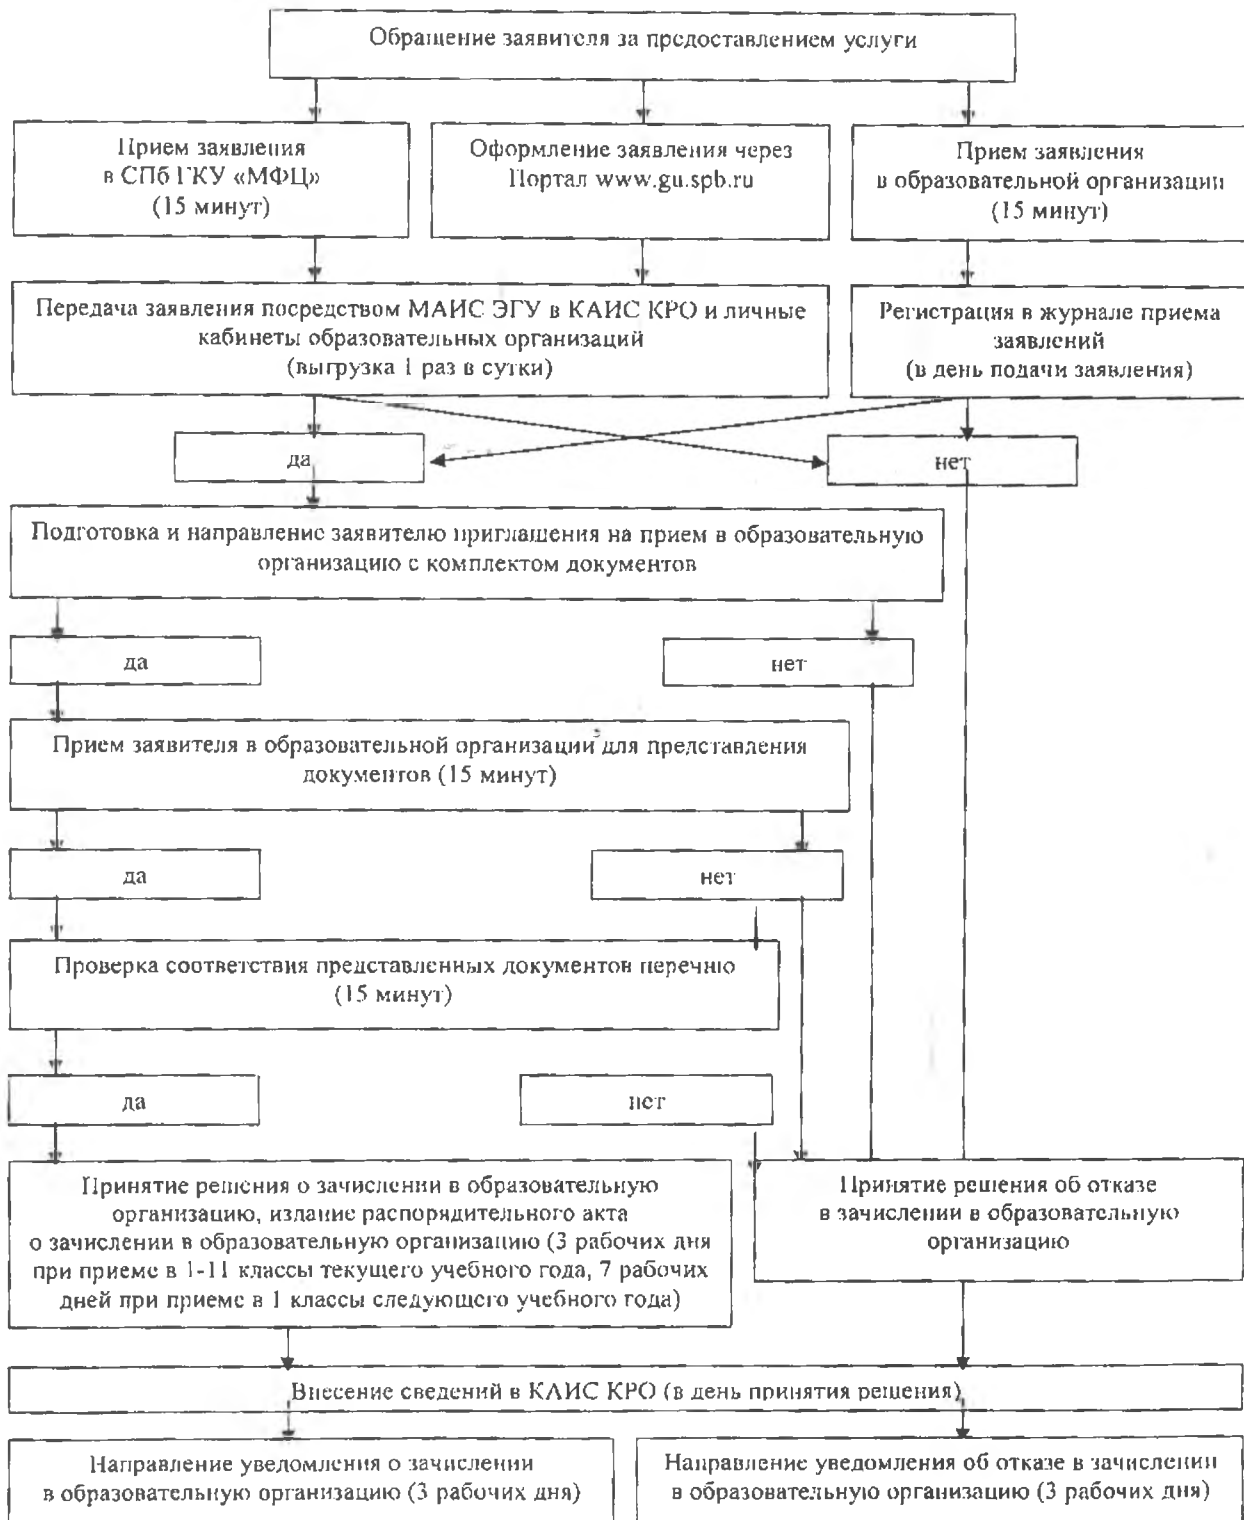 Обращение заявителя за предоставлением услуги
Прием заявления
в СПб ГКУ «МФЦ»
(15 минут)
Оформление заявления через
Портал www.gu.spb.ru
Прием заявления
в образовательной организации
(15 минут)
Передача заявления посредством МАИС ЭГУ в КАИС КРО и личные
кабинеты образовательных организаций
(выгрузка 1 раз в сутки)
Регистрация в журнале приема
заявлений
(в день подачи заявления)
да
нет
Подготовка и направление заявителю приглашения на прием в образовательную
организацию с комплектом документов
да
нет
Прием заявителя в образовательной организации для представления
документов (15 минут)
да
нет
Проверка соответствия представленных документов перечню
(15 минут)
да
нет
Принятие решения о зачислении в образовательную
организацию, издание распорядительного акта
о зачислении в образовательную организацию (3 рабочих дня
при приеме в 1-11 классы текущего учебного года, 7 рабочих
дней при приеме в 1 классы следующего учебного года)
Принятие решения об отказе
в зачислении в образовательную
организацию
Внесение сведений в КАИС КРО (в день принятия решения)
Направление уведомления о зачислении
в образовательную организацию (3 рабочих дня)
Направление уведомления об отказе в зачислении
в образовательную организацию (3 рабочих дня)